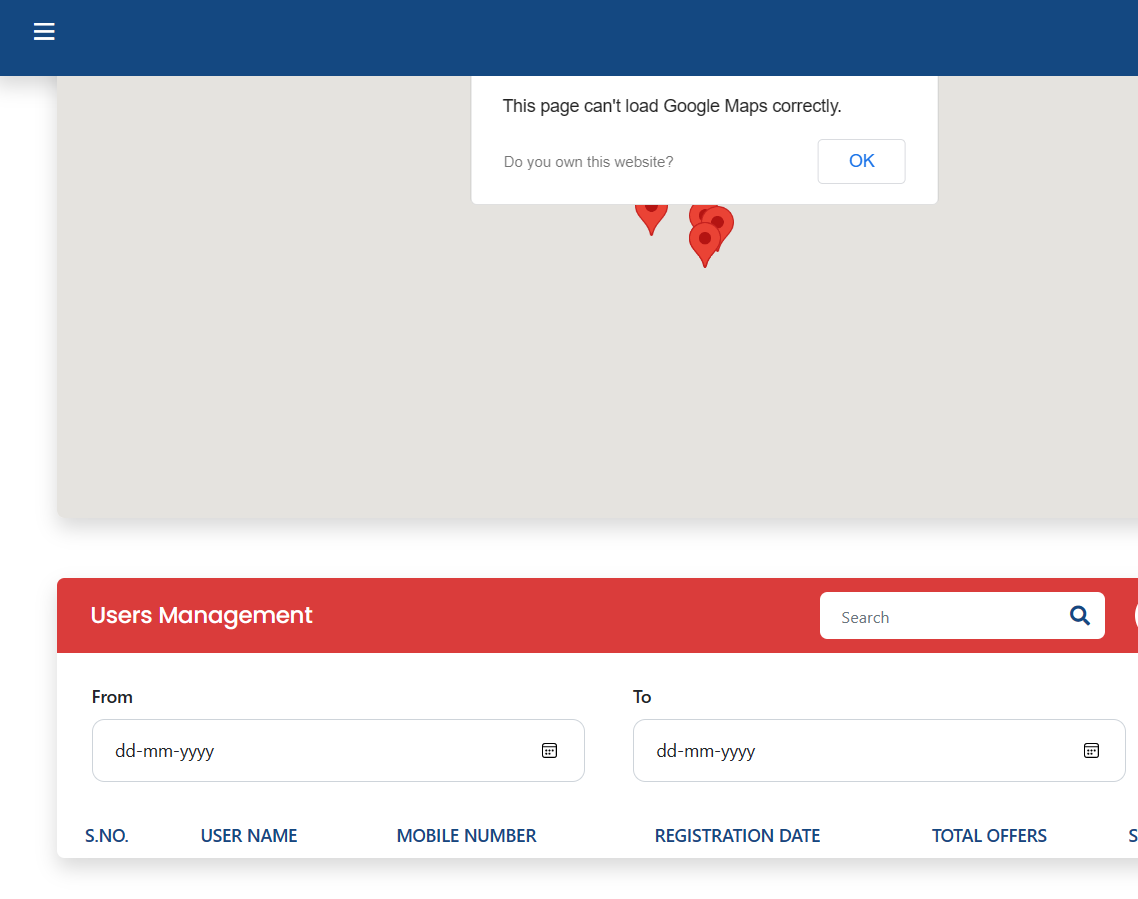 This page can't load Google Maps correctly.
Do you own this website?
OK
Users Management
Search
From
To
dd-mm-yyyy
dd-mm-yyyy
S.NO.
USER NAME
MOBILE NUMBER
REGISTRATION DATE
TOTAL OFFERS
S